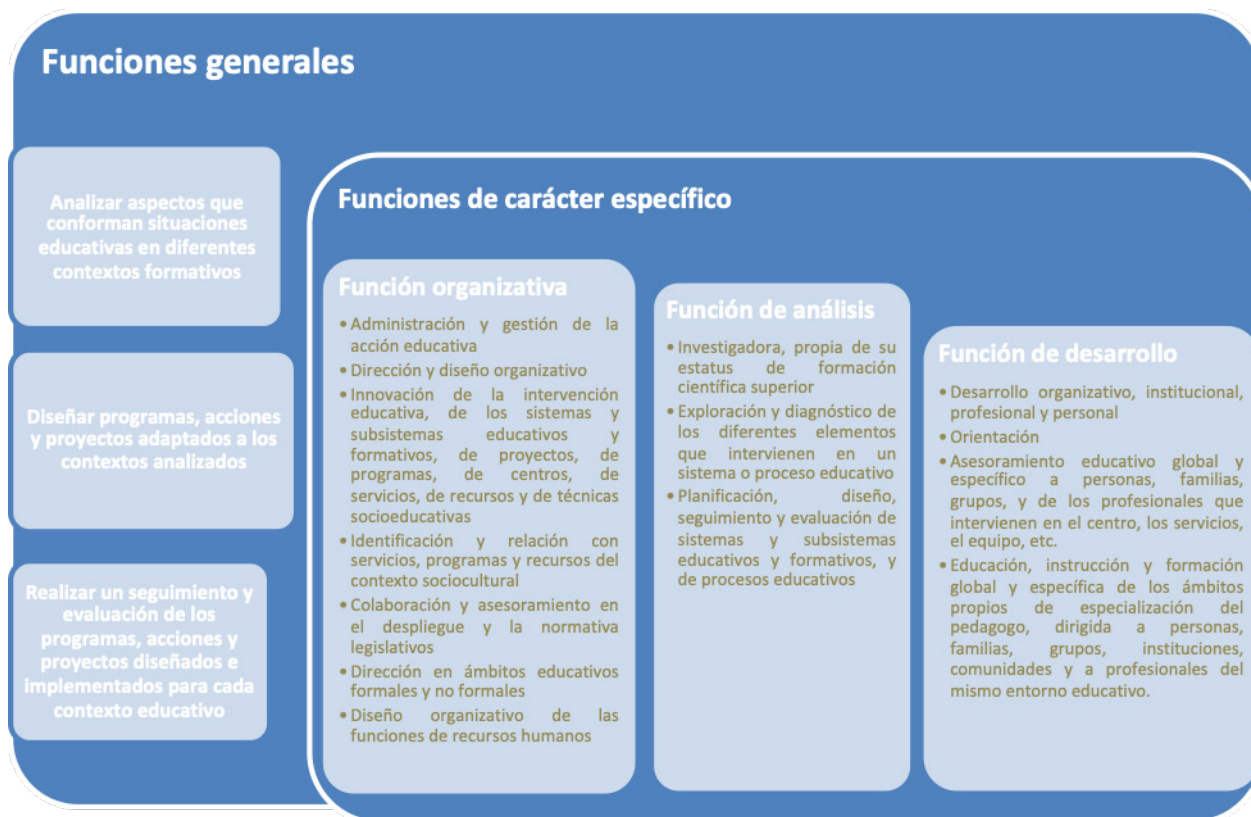 Funciones generales
Analizar aspectos que
conforman situaciones
educativas en diferentes
contextos formativos
Diseñar programas, acciones
y proyectos adaptados a los
contextos analizados
Realizar un seguimiento y
evaluación de los
programas, acciones y
proyectos diseñados e
implementados para cada
contexto educativo
Funciones de carácter específico
Función organizativa
• Administración y gestión de la
acción educativa
• Dirección y diseño organizativo
• Innovación de la intervención
educativa, de los sistemas y
subsistemas educativos y
formativos, de proyectos, de
programas, de centros, de
servicios, de recursos y de técnicas
socioeducativas
• Identificación y relación con
servicios, programas y recursos del
contexto sociocultural
• Colaboración y asesoramiento en
el despliegue y la normativa
legislativos
• Dirección en ámbitos educativos
formales y no formales
• Diseño organizativo de las
funciones de recursos humanos
Función de análisis
• Investigadora, propia de su
estatus de formación
científica superior
• Exploración y diagnóstico de
los diferentes elementos
que intervienen en un
sistema o proceso educativo
• Planificación, diseño,
seguimiento y evaluación de
sistemas y subsistemas
educativos y formativos, y
de procesos educativos
Función de desarrollo
• Desarrollo organizativo, institucional,
profesional y personal
• Orientación
• Asesoramiento educativo global y
específico a personas, familias,
grupos, y de los profesionales que
intervienen en el centro, los servicios,
el equipo, etc.
• Educación, instrucción y formación
global y específica de los ámbitos
propios de especialización del
pedagogo, dirigida a personas,
familias, grupos, instituciones,
comunidades y a profesionales del
mismo entorno educativo.